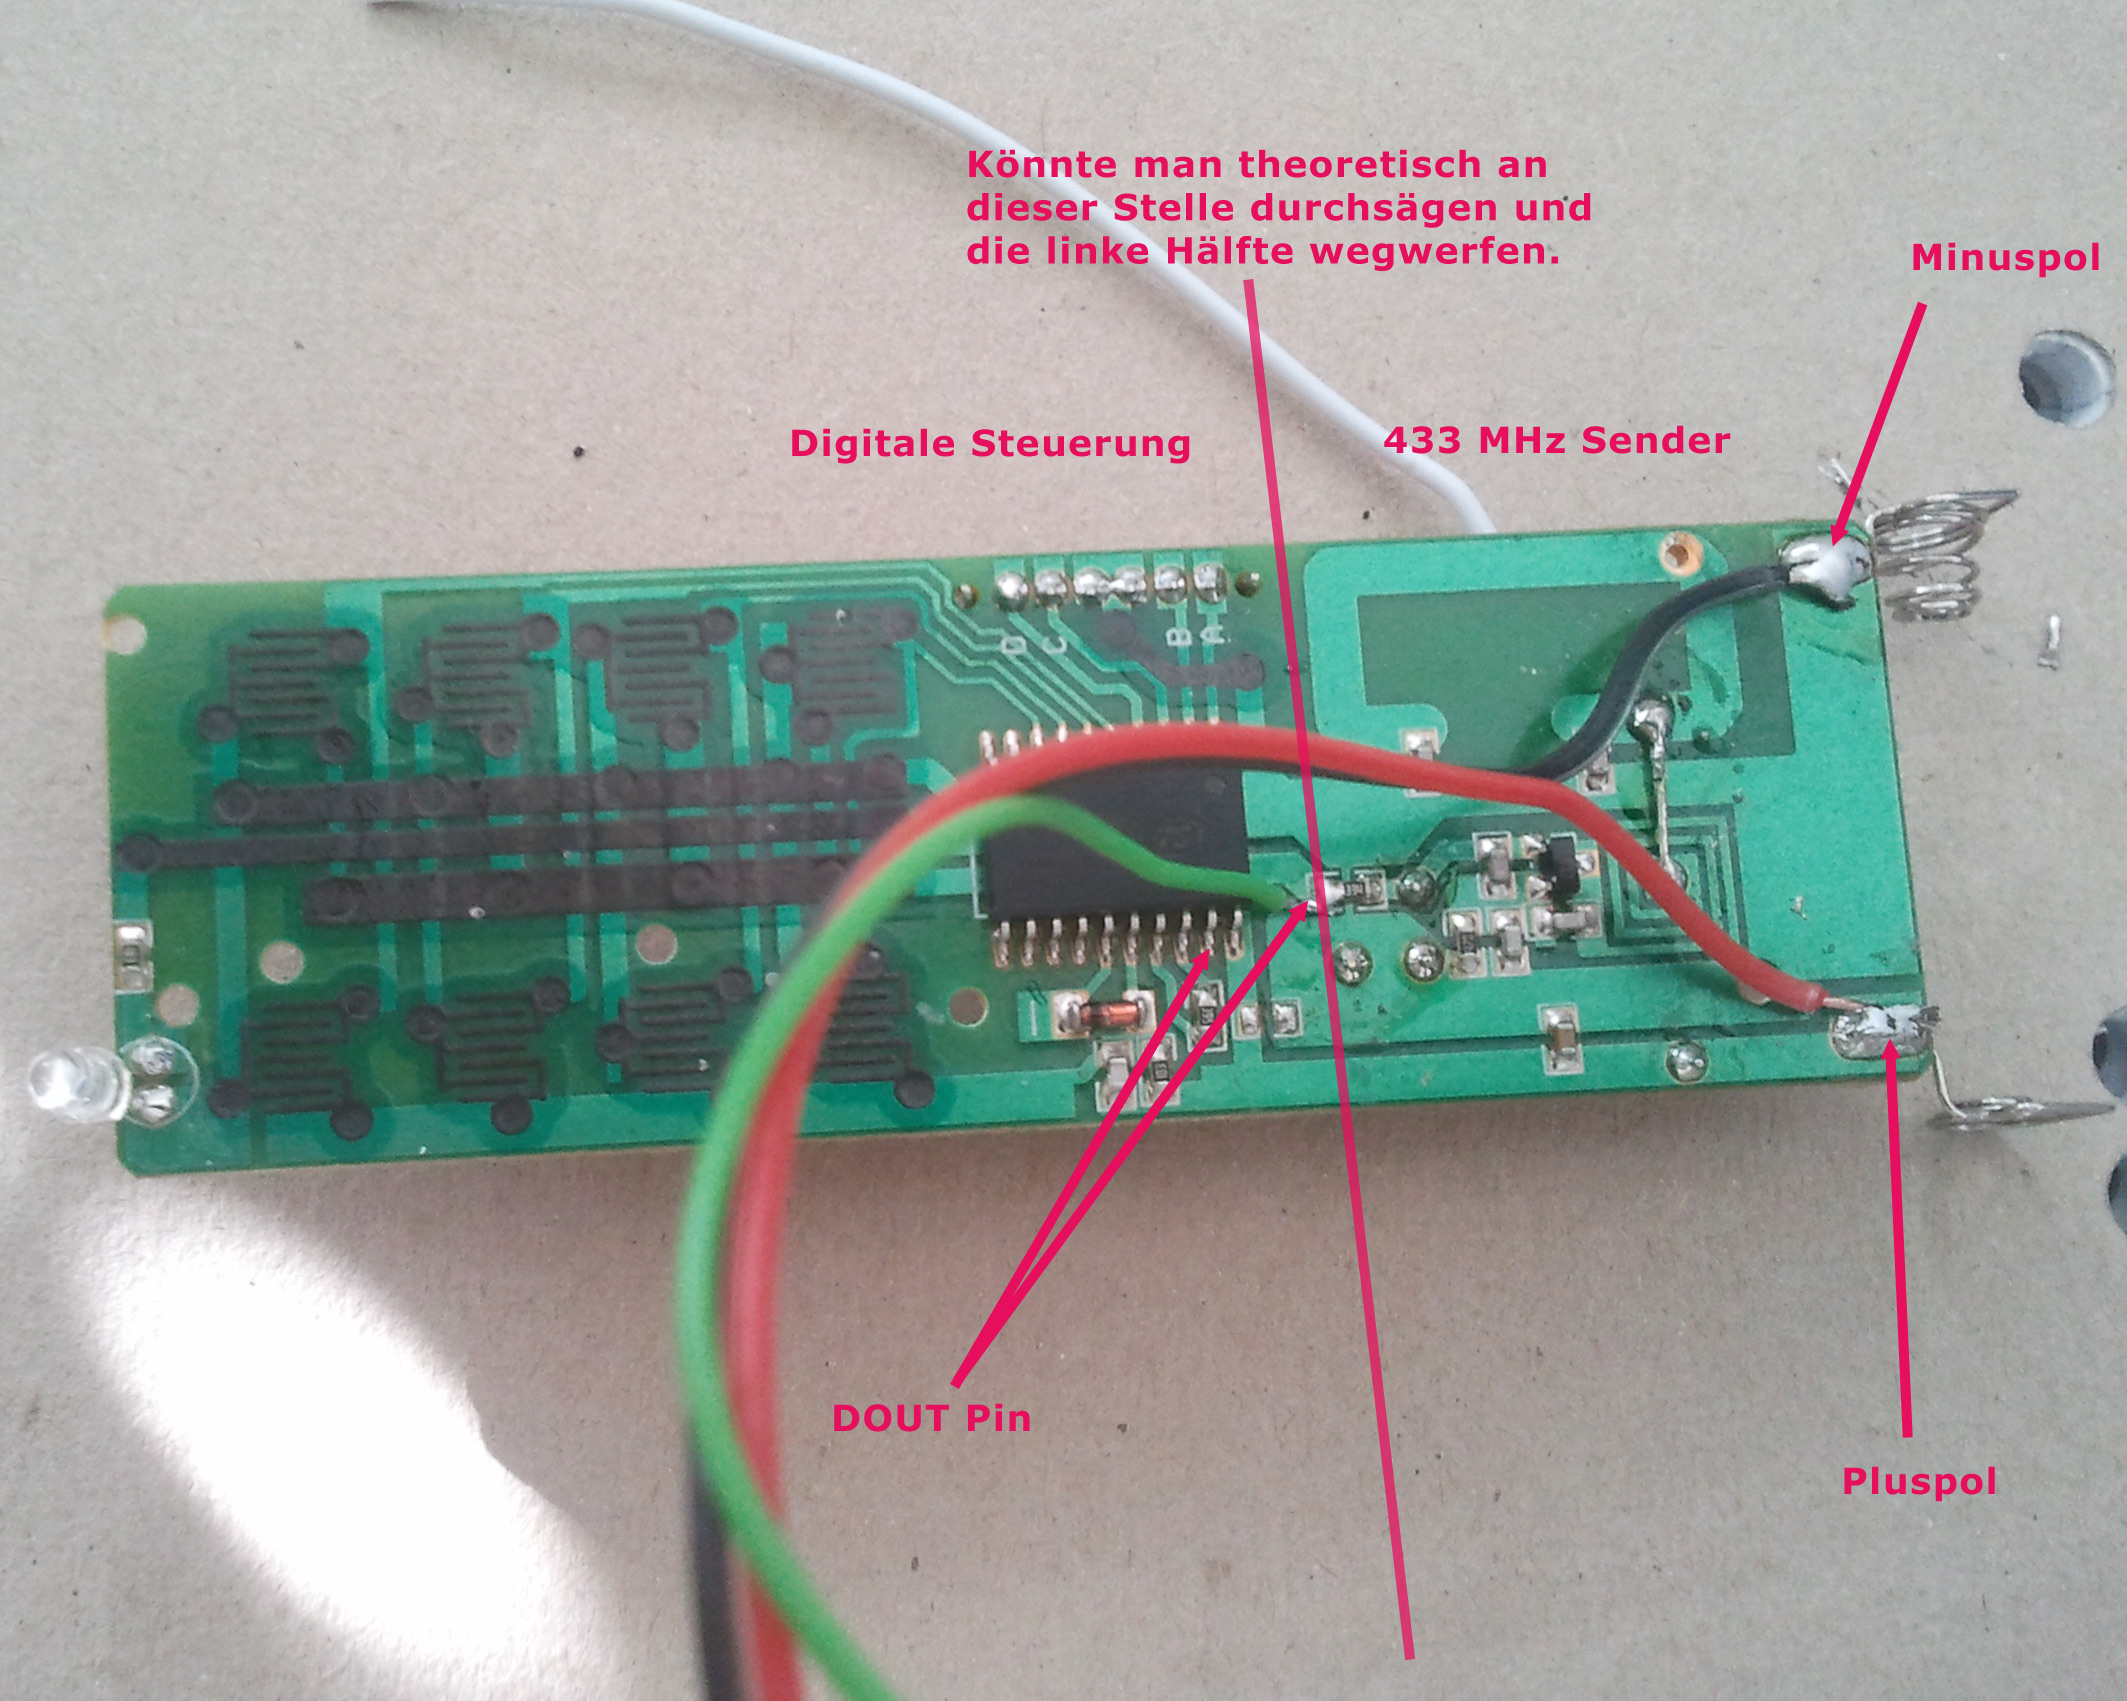 Könnte man theoretisch an
dieser Stelle durchsägen und
die linke Hälfte wegwerfen.
Minuspol
Digitale Steuerung
433 MHz Sender
D C B A
DOUT Pin
Pluspol